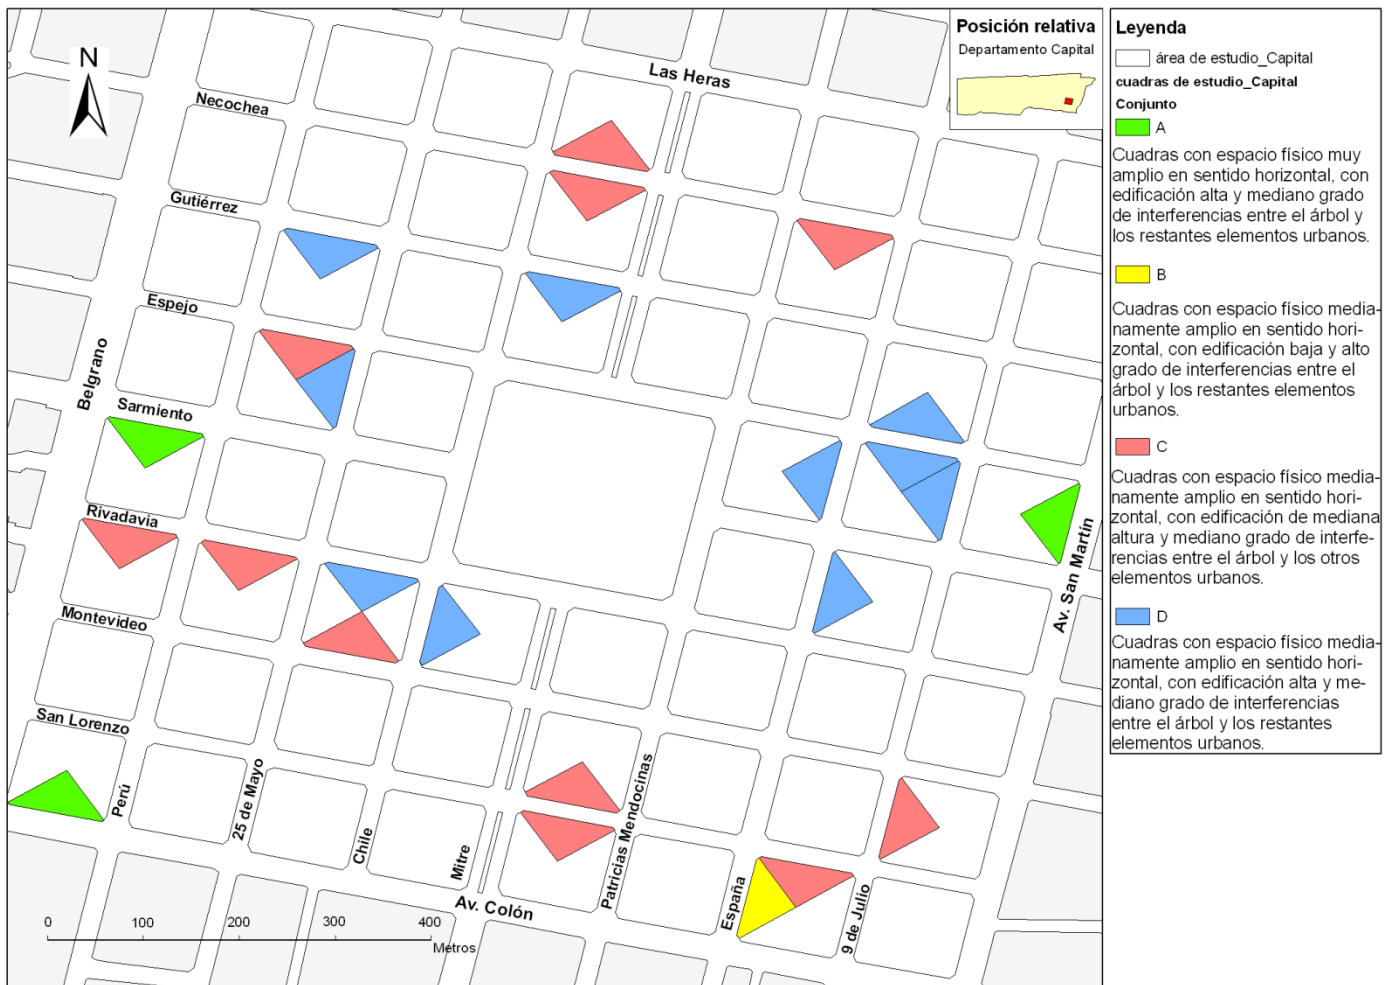 N
Las Heras
Necochea
Gutiérrez
Espejo
Belgrano
Sarmiento
Rivadavia
Montevideo
San Lorenzo
Perú
25 de Mayo
Chile
Mitre
Patricias Mendocinas
España
9 de Julio
Av. San Martín
Av. Colón
0 100 200 300 400
Metros
Posición relativa
Departamento Capital
Leyenda
área de estudio_Capital
cuadras de estudio_Capital
Conjunto
A
Cuadras con espacio físico muy
amplio en sentido horizontal, con
edificación alta y mediano grado
de interferencias entre el árbol y
los restantes elementos urbanos.
B
Cuadras con espacio físico media-
namente amplio en sentido hori-
zontal, con edificación baja y alto
grado de interferencias entre el
árbol y los restantes elementos
urbanos.
C
Cuadras con espacio físico media-
namente amplio en sentido hori-
zontal, con edificación de mediana
altura y mediano grado de interfe-
rencias entre el árbol y los otros
elementos urbanos.
D
Cuadras con espacio físico media-
namente amplio en sentido hori-
zontal, con edificación alta y me-
diano grado de interferencias
entre el árbol y los restantes
elementos urbanos.